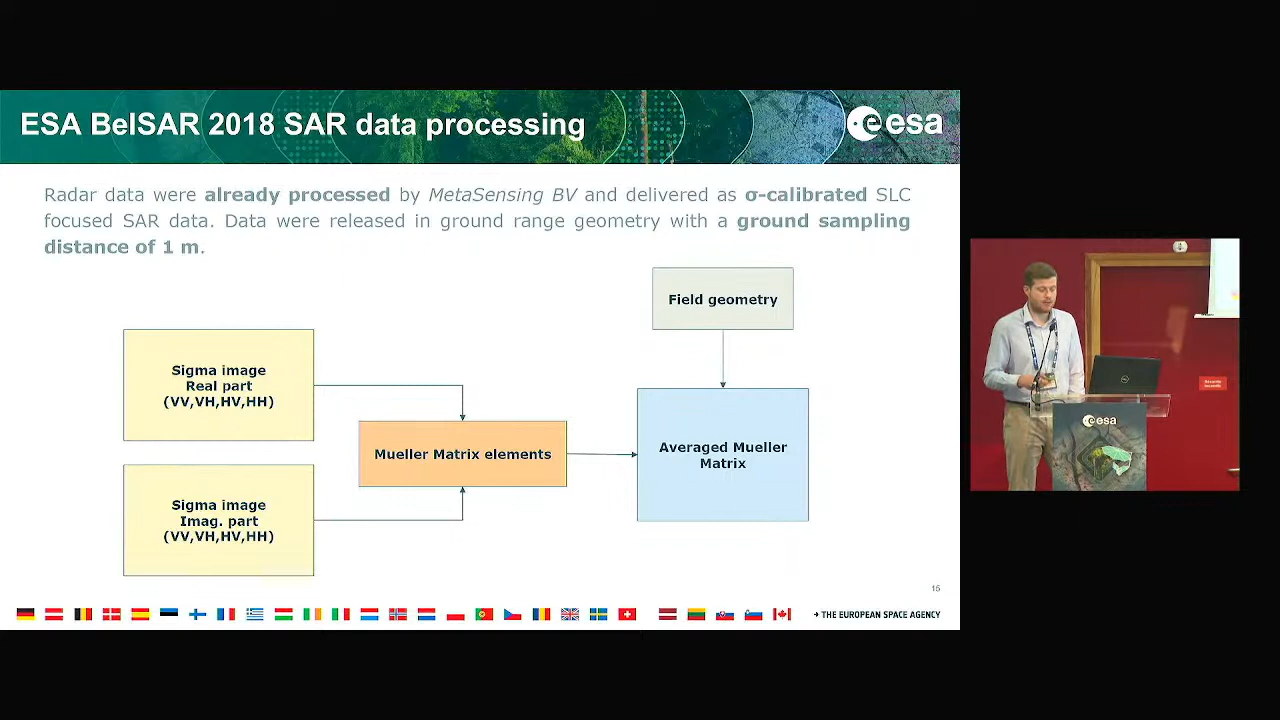 ESA BelSAR 2018 SAR data processing
esa
Radar data were already processed by MetaSensing BV and delivered as σ-calibrated SLC
focused SAR data. Data were released in ground range geometry with a ground sampling
distance of 1 m.
Field geometry
Sigma image
Real part
(VV,VH,HV,HH)
Mueller Matrix elements
Averaged Mueller
Matrix
Sigma image
Imag. part
(VV,VH,HV,HH)
15
→ THE EUROPEAN SPACE AGENCY
esa